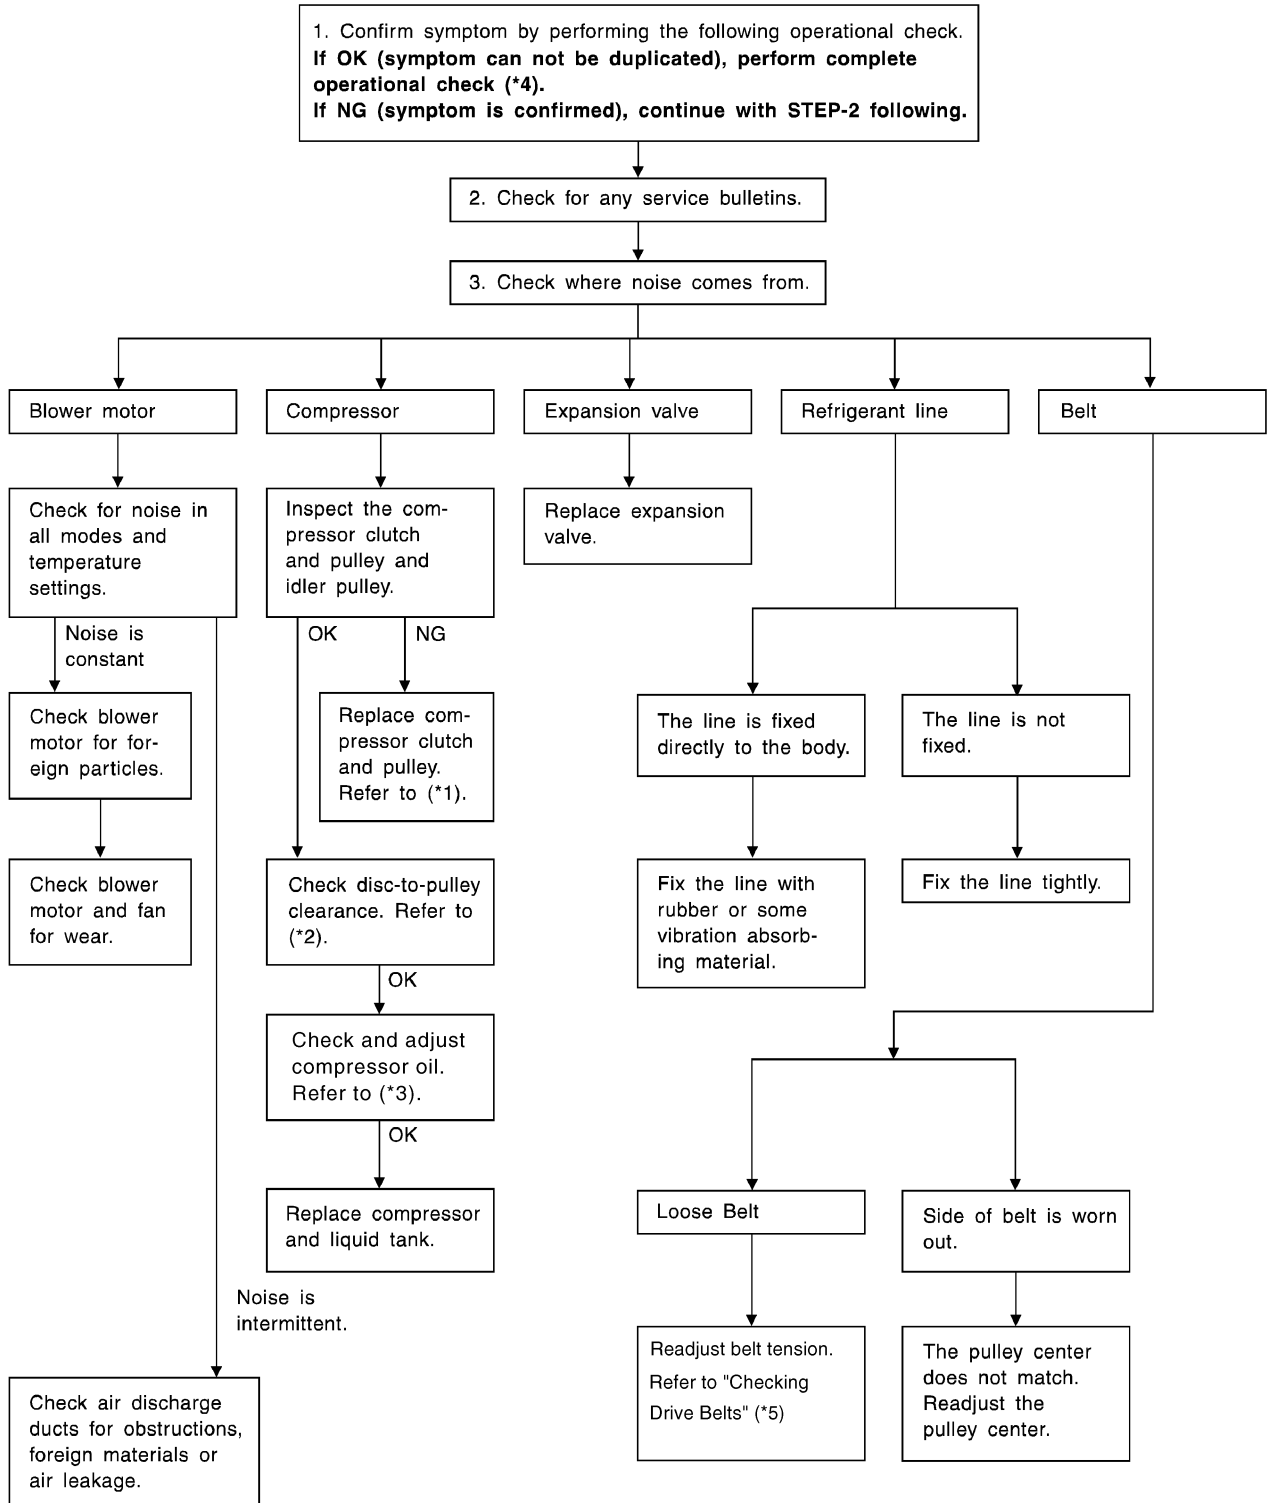 1. Confirm symptom by performing the following operational check.
If OK (symptom can not be duplicated), perform complete
operational check (*4).
If NG (symptom is confirmed), continue with STEP-2 following.
2. Check for any service bulletins.
3. Check where noise comes from.
Blower motor
Compressor
Expansion valve
Refrigerant line
Belt
Check for noise in
all modes and
temperature
settings.
Inspect the com-
pressor clutch
and pulley and
idler pulley.
Replace expansion
valve.
Noise is
constant
OK
NG
Check blower
motor for for-
eign particles.
Replace com-
pressor clutch
and pulley.
Refer to (*1).
The line is fixed
directly to the body.
The line is not
fixed.
Check blower
motor and fan
for wear.
Check disc-to-pulley
clearance. Refer to
(*2).
Fix the line with
rubber or some
vibration absorb-
ing material.
Fix the line tightly.
OK
Check and adjust
compressor oil.
Refer to (*3).
OK
Replace compressor
and liquid tank.
Loose Belt
Side of belt is worn
out.
Noise is
intermittent.
Readjust belt tension.
Refer to "Checking
Drive Belts" (*5)
The pulley center
does not match.
Readjust the
pulley center.
Check air discharge
ducts for obstructions,
foreign materials or
air leakage.